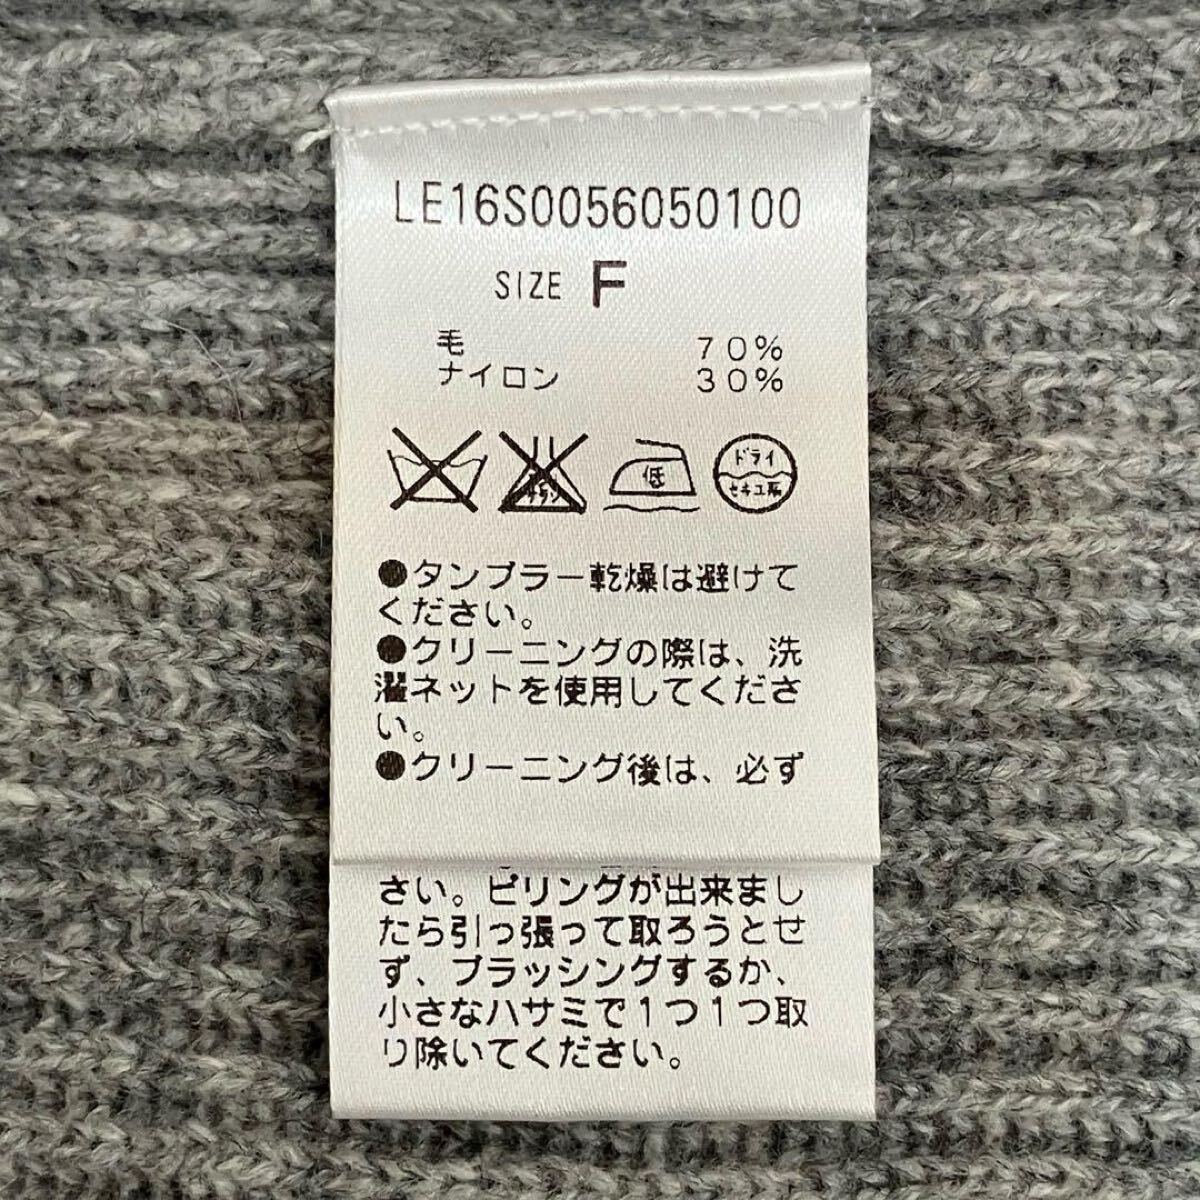 LE16S0056050100
SIZE F
毛 70%
ナイロン 30%
エンソサラシ
低
ドライ
セキユ系
●タンブラー乾燥は避けて
ください。
●クリーニングの際は、洗
濯ネットを使用してくださ
い。
●クリーニング後は、必ず
さい。ピリングが出来まし
たら引っ張って取ろうとせ
ず、ブラッシングするか、
小さなハサミで1つ1つ取
り除いてください。